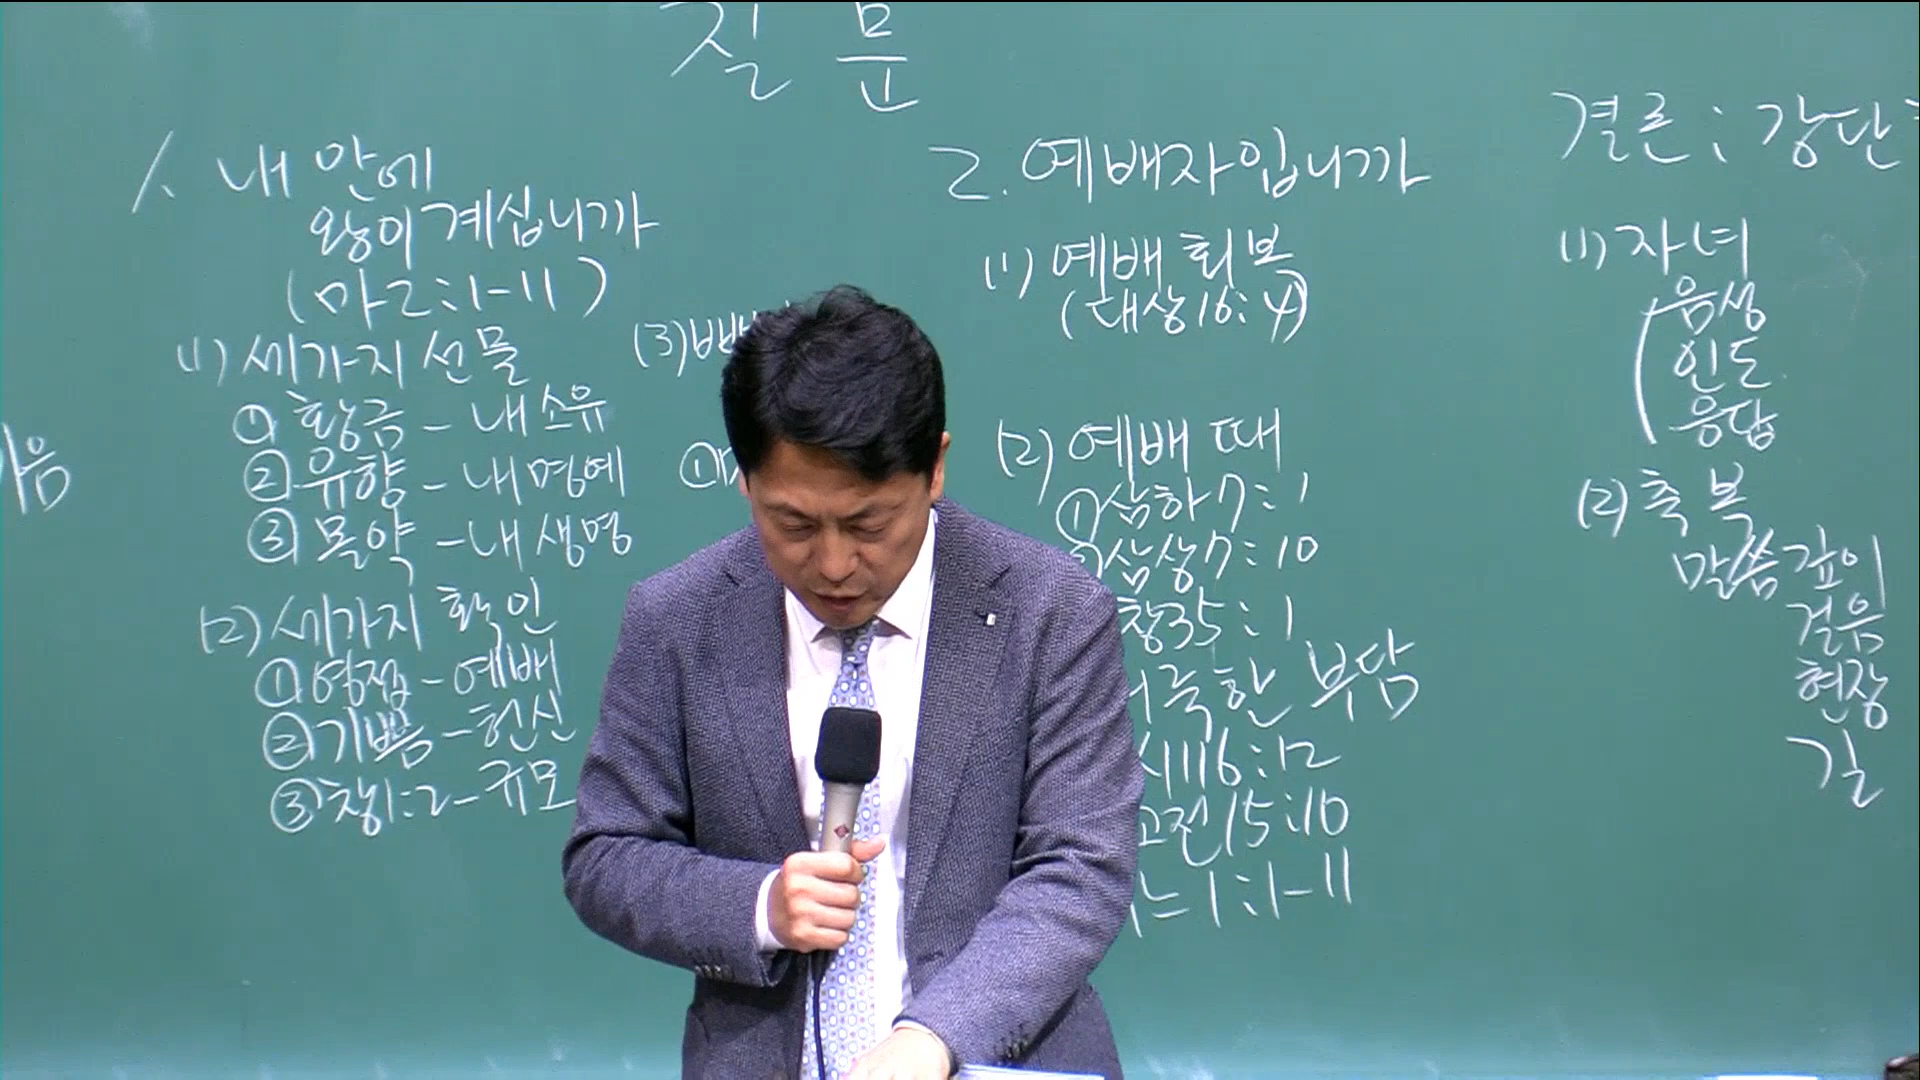 질문
1. 내 안에
왕이 계십니까
(마2:1-11)
(1) 세가지 선물
① 황금 - 내 소유
② 유향 - 내 명예
③ 몰약 - 내 생명
(2) 세가지 확인
① 영접 - 예배
② 기쁨 - 헌신
③ 창1:2 - 규모
(3)
①
2. 예배자입니까
(1) 예배 회복
(대상16:4)
(2) 예배 때
① 삼하7:1
삼상7:10
창35:1
룩한 부담
116:12
고전15:10
느1:1-11
결론: 강단
(1) 자녀
음성
인도
응답
(2) 축복
말씀 깊이
걸음
현장
길